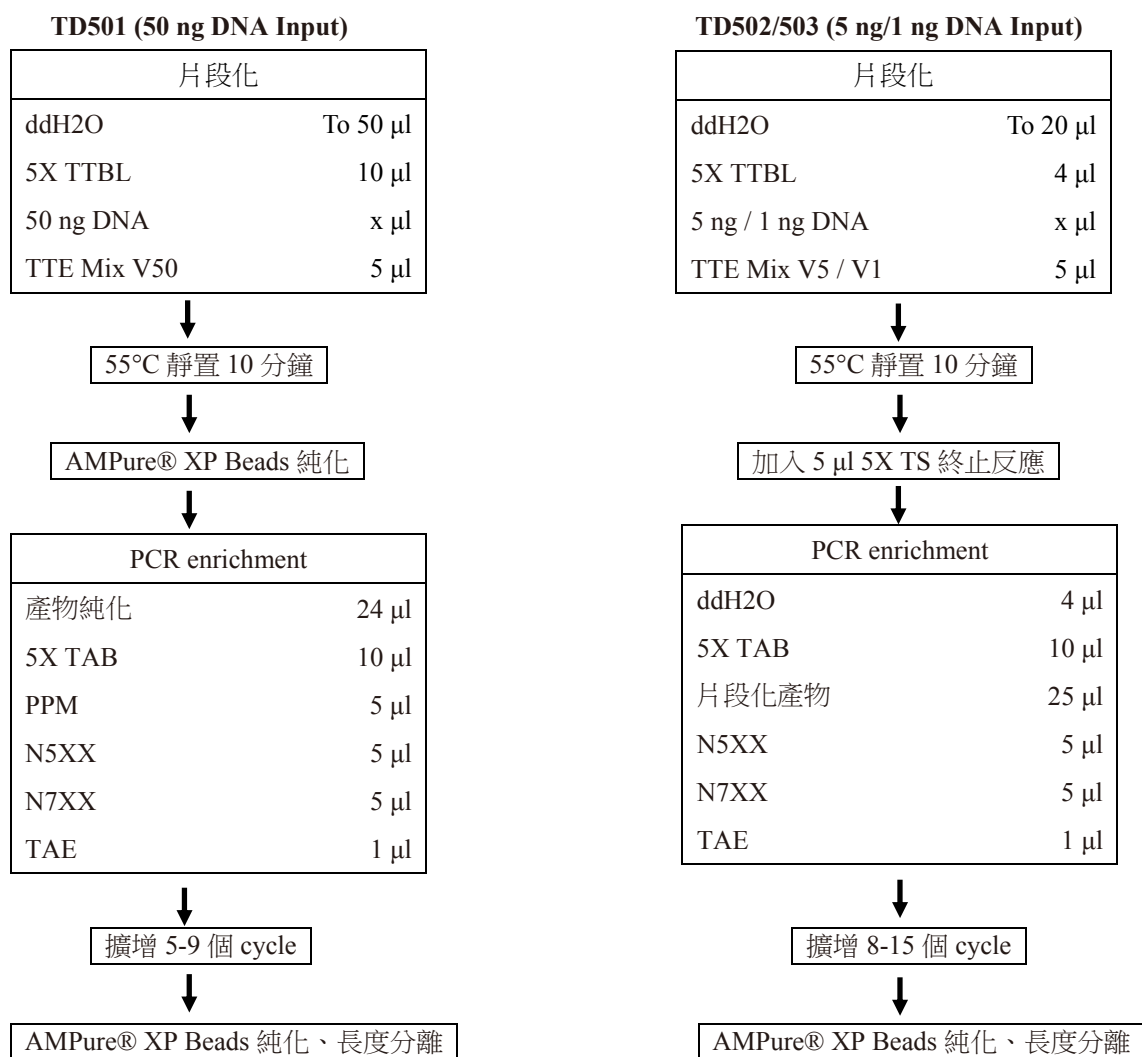 TD501 (50 ng DNA Input)
片段化
ddH2O To 50 μl
5X TTBL 10 μl
50 ng DNA x μl
TTE Mix V50 5 μl
55°C 靜置 10 分鐘
AMPure® XP Beads 純化
PCR enrichment
產物純化 24 μl
5X TAB 10 μl
PPM 5 μl
N5XX 5 μl
N7XX 5 μl
TAE 1 μl
擴增 5-9 個 cycle
AMPure® XP Beads 純化、長度分離
TD502/503 (5 ng/1 ng DNA Input)
片段化
ddH2O To 20 μl
5X TTBL 4 μl
5 ng / 1 ng DNA x μl
TTE Mix V5 / V1 5 μl
55°C 靜置 10 分鐘
加入 5 μl 5X TS 終止反應
PCR enrichment
ddH2O 4 μl
5X TAB 10 μl
片段化產物 25 μl
N5XX 5 μl
N7XX 5 μl
TAE 1 μl
擴增 8-15 個 cycle
AMPure® XP Beads 純化、長度分離